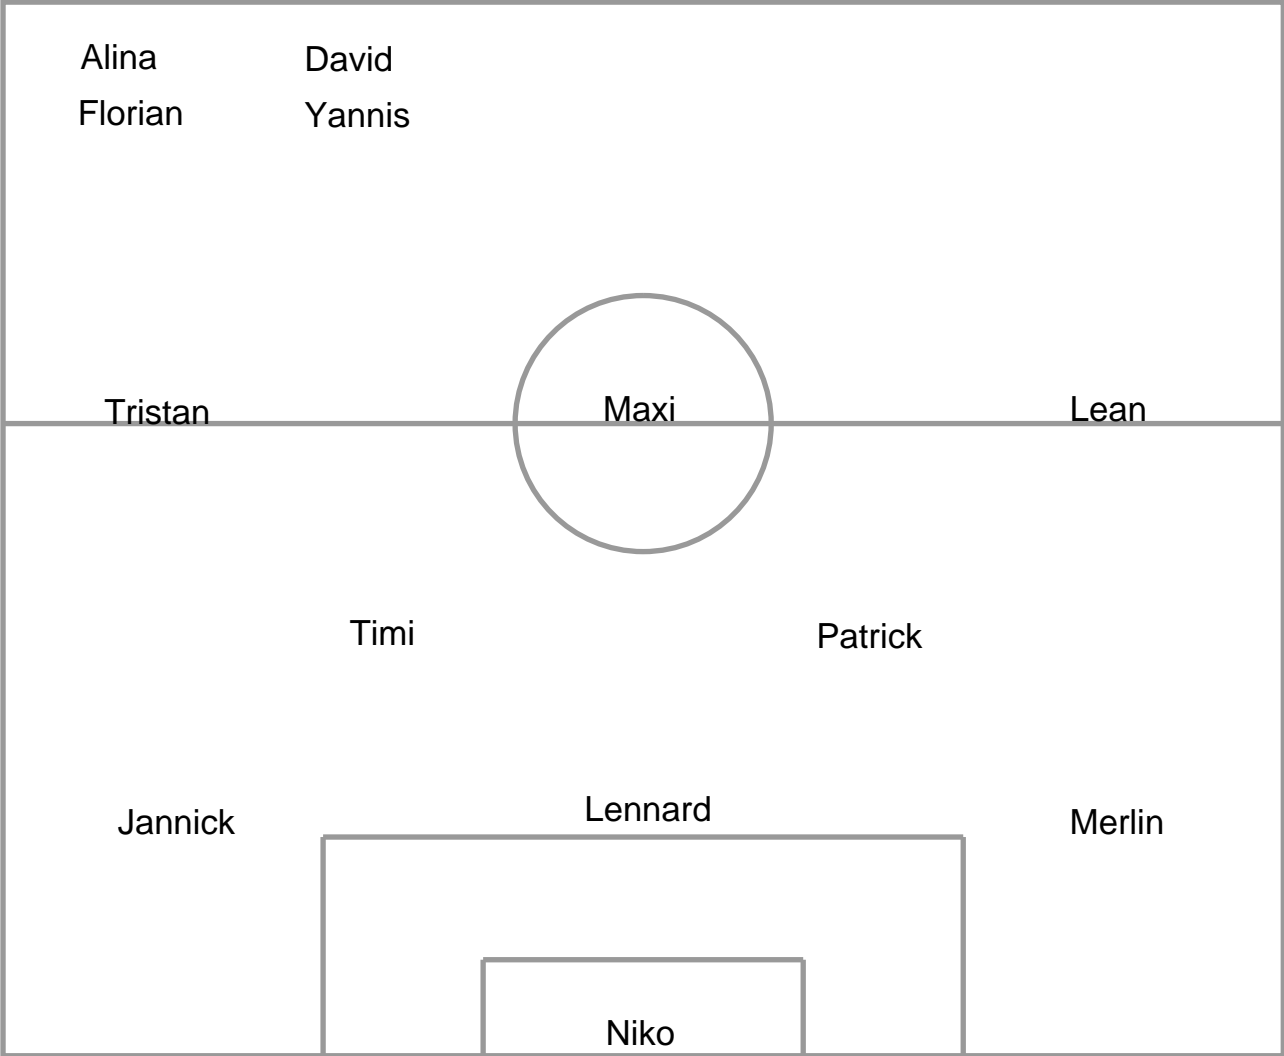 Alina David
Florian Yannis
Tristan Maxi Lean
Timi Patrick
Jannick Lennard Merlin
Niko